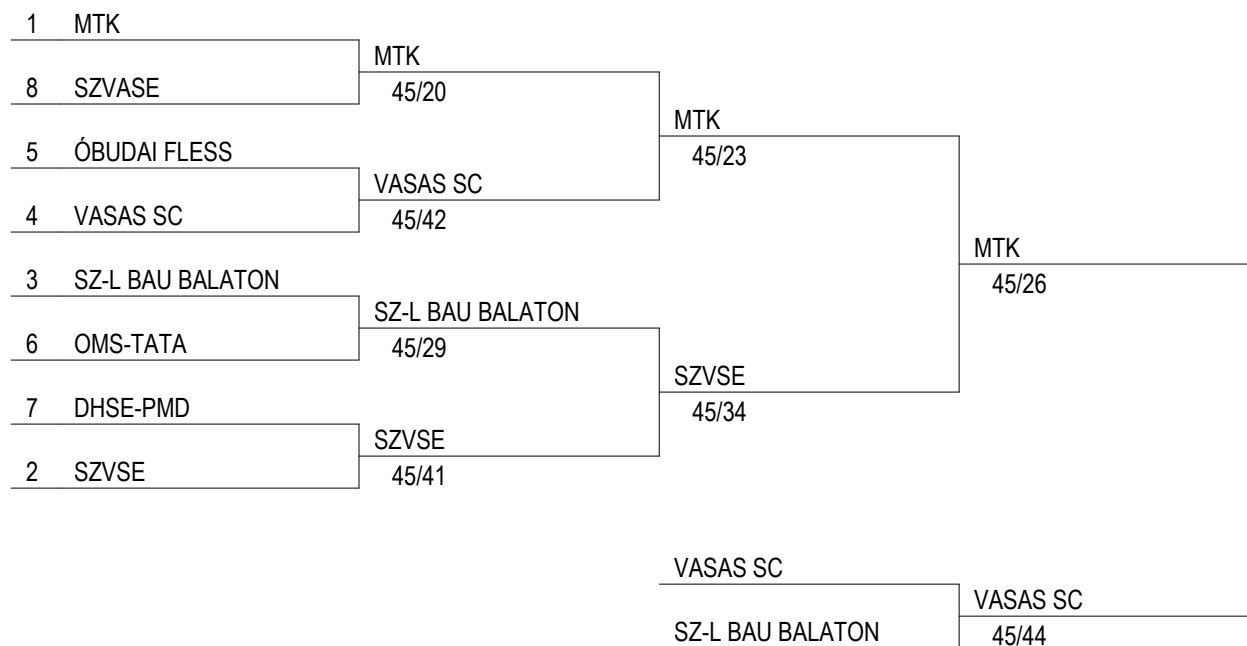 1 MTK
MTK
8 SZVASE
45/20
MTK
5 ÓBUDAI FLESS
45/23
VASAS SC
4 VASAS SC
45/42
MTK
3 SZ-L BAU BALATON
45/26
SZ-L BAU BALATON
6 OMS-TATA
45/29
SZVSE
7 DHSE-PMD
45/34
SZVSE
2 SZVSE
45/41
VASAS SC
VASAS SC
SZ-L BAU BALATON
45/44